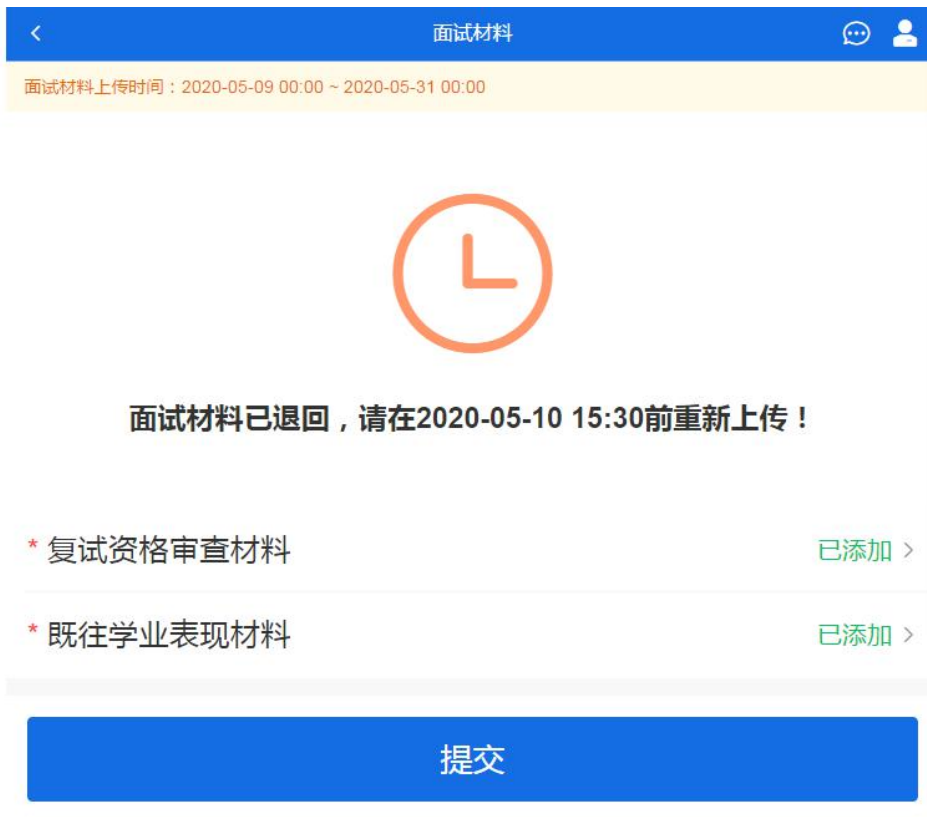 面试材料
面试材料上传时间：2020-05-09 00:00 ~ 2020-05-31 00:00
面试材料已退回，请在2020-05-10 15:30前重新上传！
* 复试资格审查材料 已添加 >
* 既往学业表现材料 已添加 >
提交